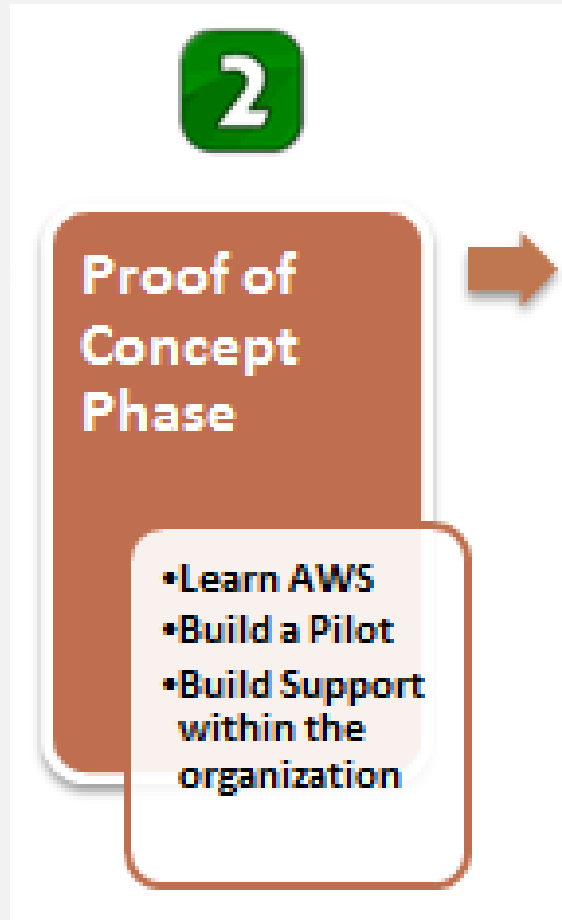 2
Proof of
Concept
Phase
•Learn AWS
•Build a Pilot
•Build Support
within the
organization